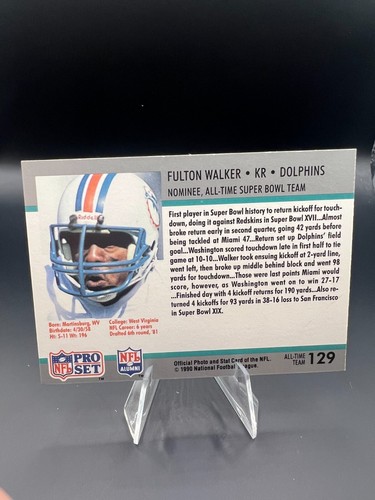 FULTON WALKER • KR • DOLPHINS
NOMINEE, ALL-TIME SUPER BOWL TEAM
First player in Super Bowl history to return kickoff for touch-
down, doing it against Redskins in Super Bowl XVII...Almost
broke return early in second quarter, going 42 yards before
being tackled at Miami 47...Return set up Dolphins' field
goal...Washington scored touchdown late in first half to tie
game at 10-10...Walker took ensuing kickoff at 2-yard line,
went left, then broke up middle behind block and went 98
yards for touchdown...Those were last points Miami would
score, however, as Washington went on to win 27-17
...Finished day with 4 kickoff returns for 190 yards...Also re-
turned 4 kickoffs for 93 yards in 38-16 loss to San Francisco
in Super Bowl XIX.
Born: Martinsburg, WV
Birthdate: 4/30/58
Ht: 5-11 Wt: 196
College: West Virginia
NFL Career: 6 years
Drafted 6th round, '81
NFL PRO SET
TM
NFL
ALUMNI
Official Photo and Stat Card of the NFL.
© 1990 National Football League.
ALL-TIME
TEAM 129